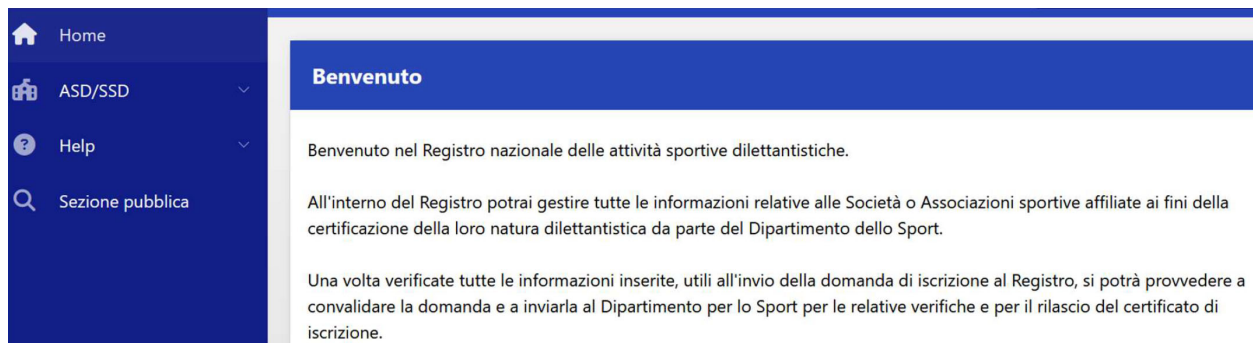 Home
ASD/SSD
Help
Sezione pubblica
Benvenuto
Benvenuto nel Registro nazionale delle attività sportive dilettantistiche.
All'interno del Registro potrai gestire tutte le informazioni relative alle Società o Associazioni sportive affiliate ai fini della
certificazione della loro natura dilettantistica da parte del Dipartimento dello Sport.
Una volta verificate tutte le informazioni inserite, utili all'invio della domanda di iscrizione al Registro, si potrà provvedere a
convalidare la domanda e a inviarla al Dipartimento per lo Sport per le relative verifiche e per il rilascio del certificato di
iscrizione.